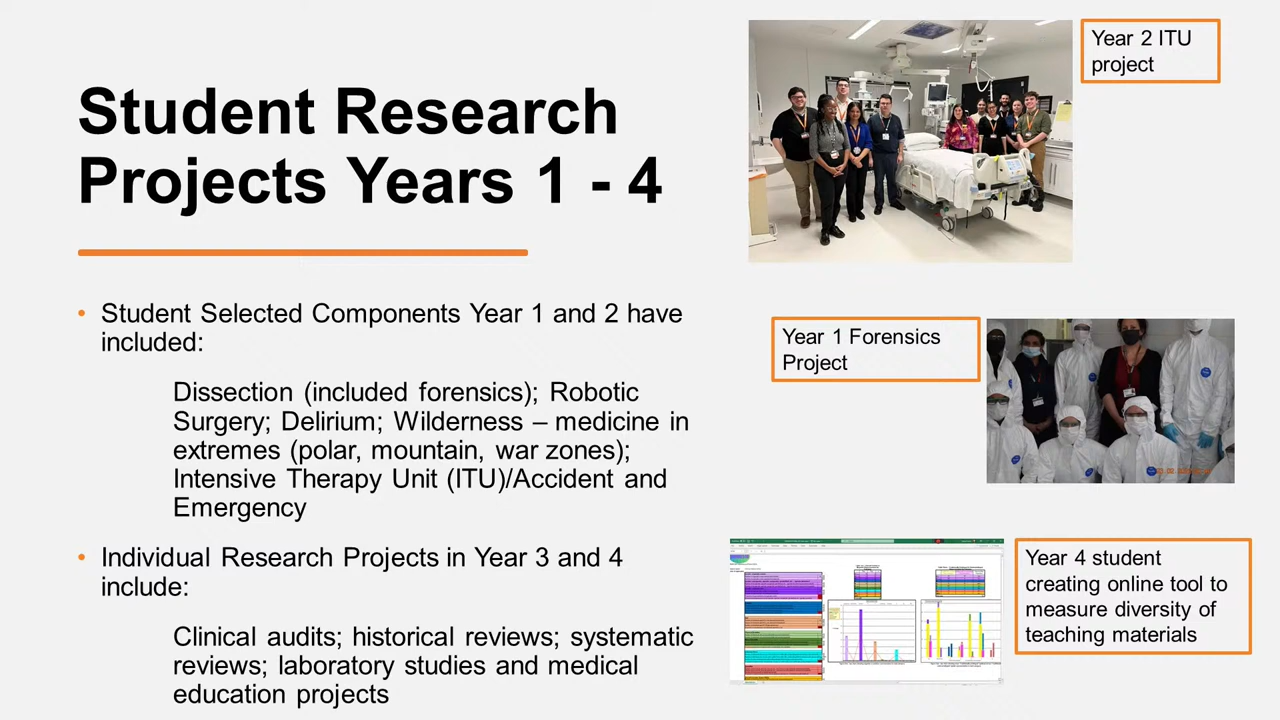 Student Research
Projects Years 1 - 4
• Student Selected Components Year 1 and 2 have
included:
Dissection (included forensics); Robotic
Surgery; Delirium; Wilderness – medicine in
extremes (polar, mountain, war zones);
Intensive Therapy Unit (ITU)/Accident and
Emergency
• Individual Research Projects in Year 3 and 4
include:
Clinical audits; historical reviews; systematic
reviews; laboratory studies and medical
education projects
Year 2 ITU
project
Year 1 Forensics
Project
Year 4 student
creating online tool to
measure diversity of
teaching materials